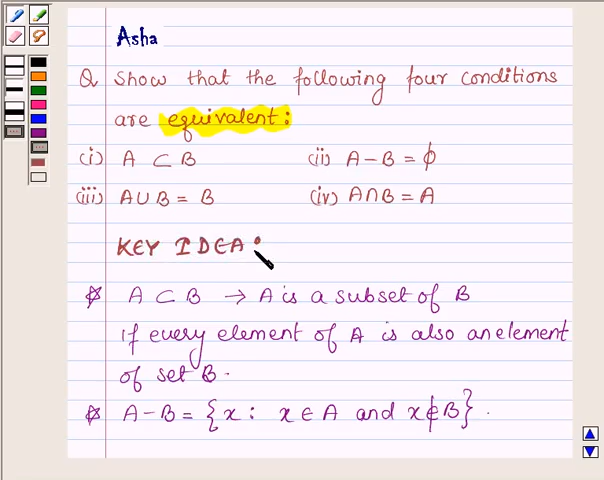 Asha
Q Show that the following four conditions
are equivalent:
(i) A ⊂ B (ii) A - B = ϕ
(iii) A ∪ B = B (iv) A ∩ B = A
KEY IDEA:
☆ A ⊂ B → A is a subset of B
if every element of A is also an element
of set B.
☆ A - B = {x : x ∈ A and x ∉ B}.